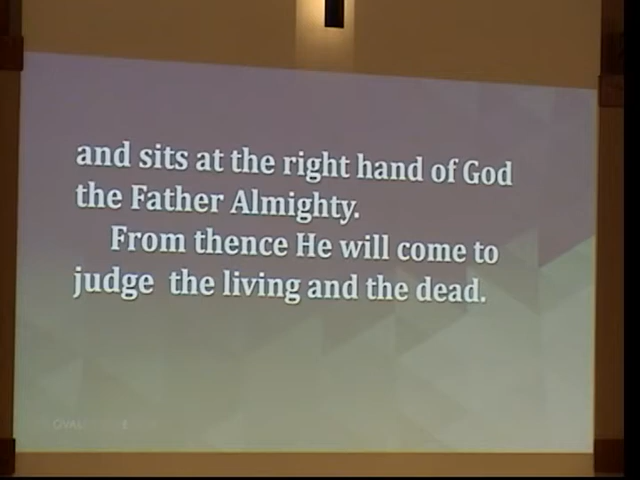 and sits at the right hand of God
the Father Almighty.
From thence He will come to
judge  the living and the dead.